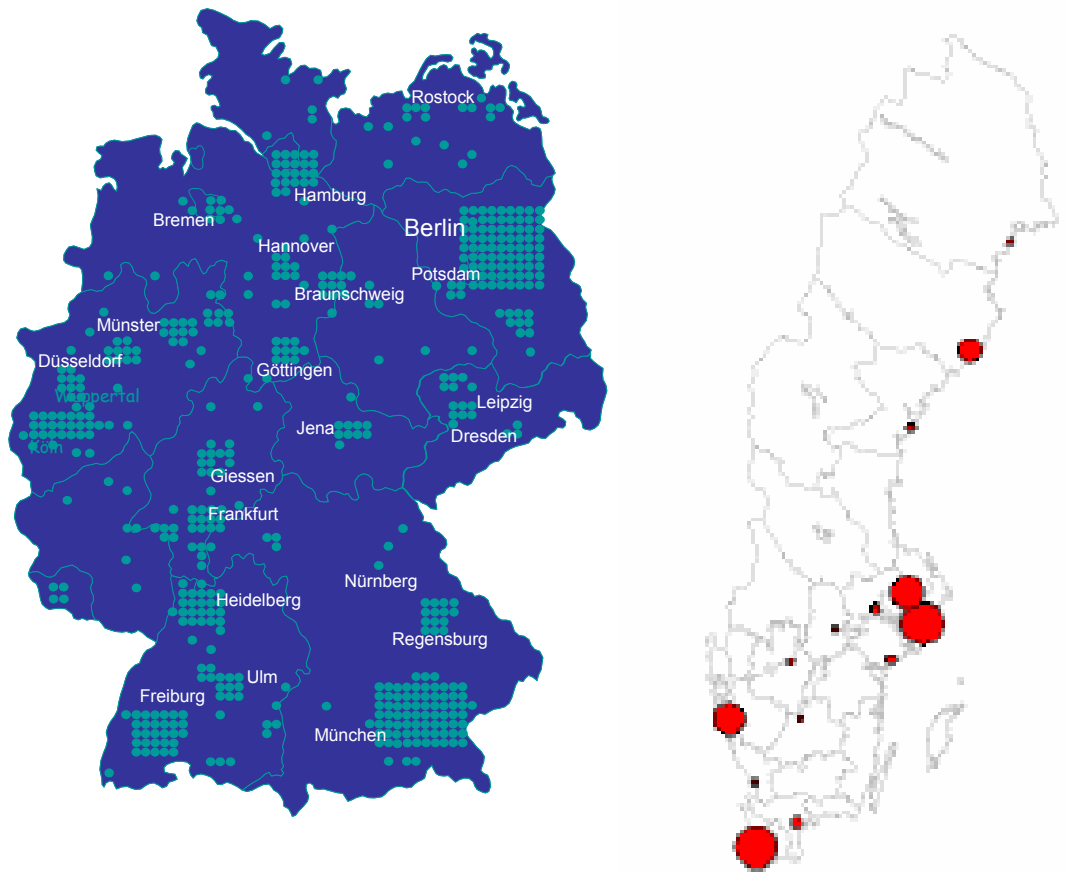 Rostock
Hamburg
Bremen
Berlin
Hannover
Potsdam
Braunschweig
Münster
Düsseldorf
Göttingen
Wuppertal
Leipzig
Jena
Dresden
Köln
Giessen
Frankfurt
Nürnberg
Heidelberg
Regensburg
Ulm
Freiburg
München